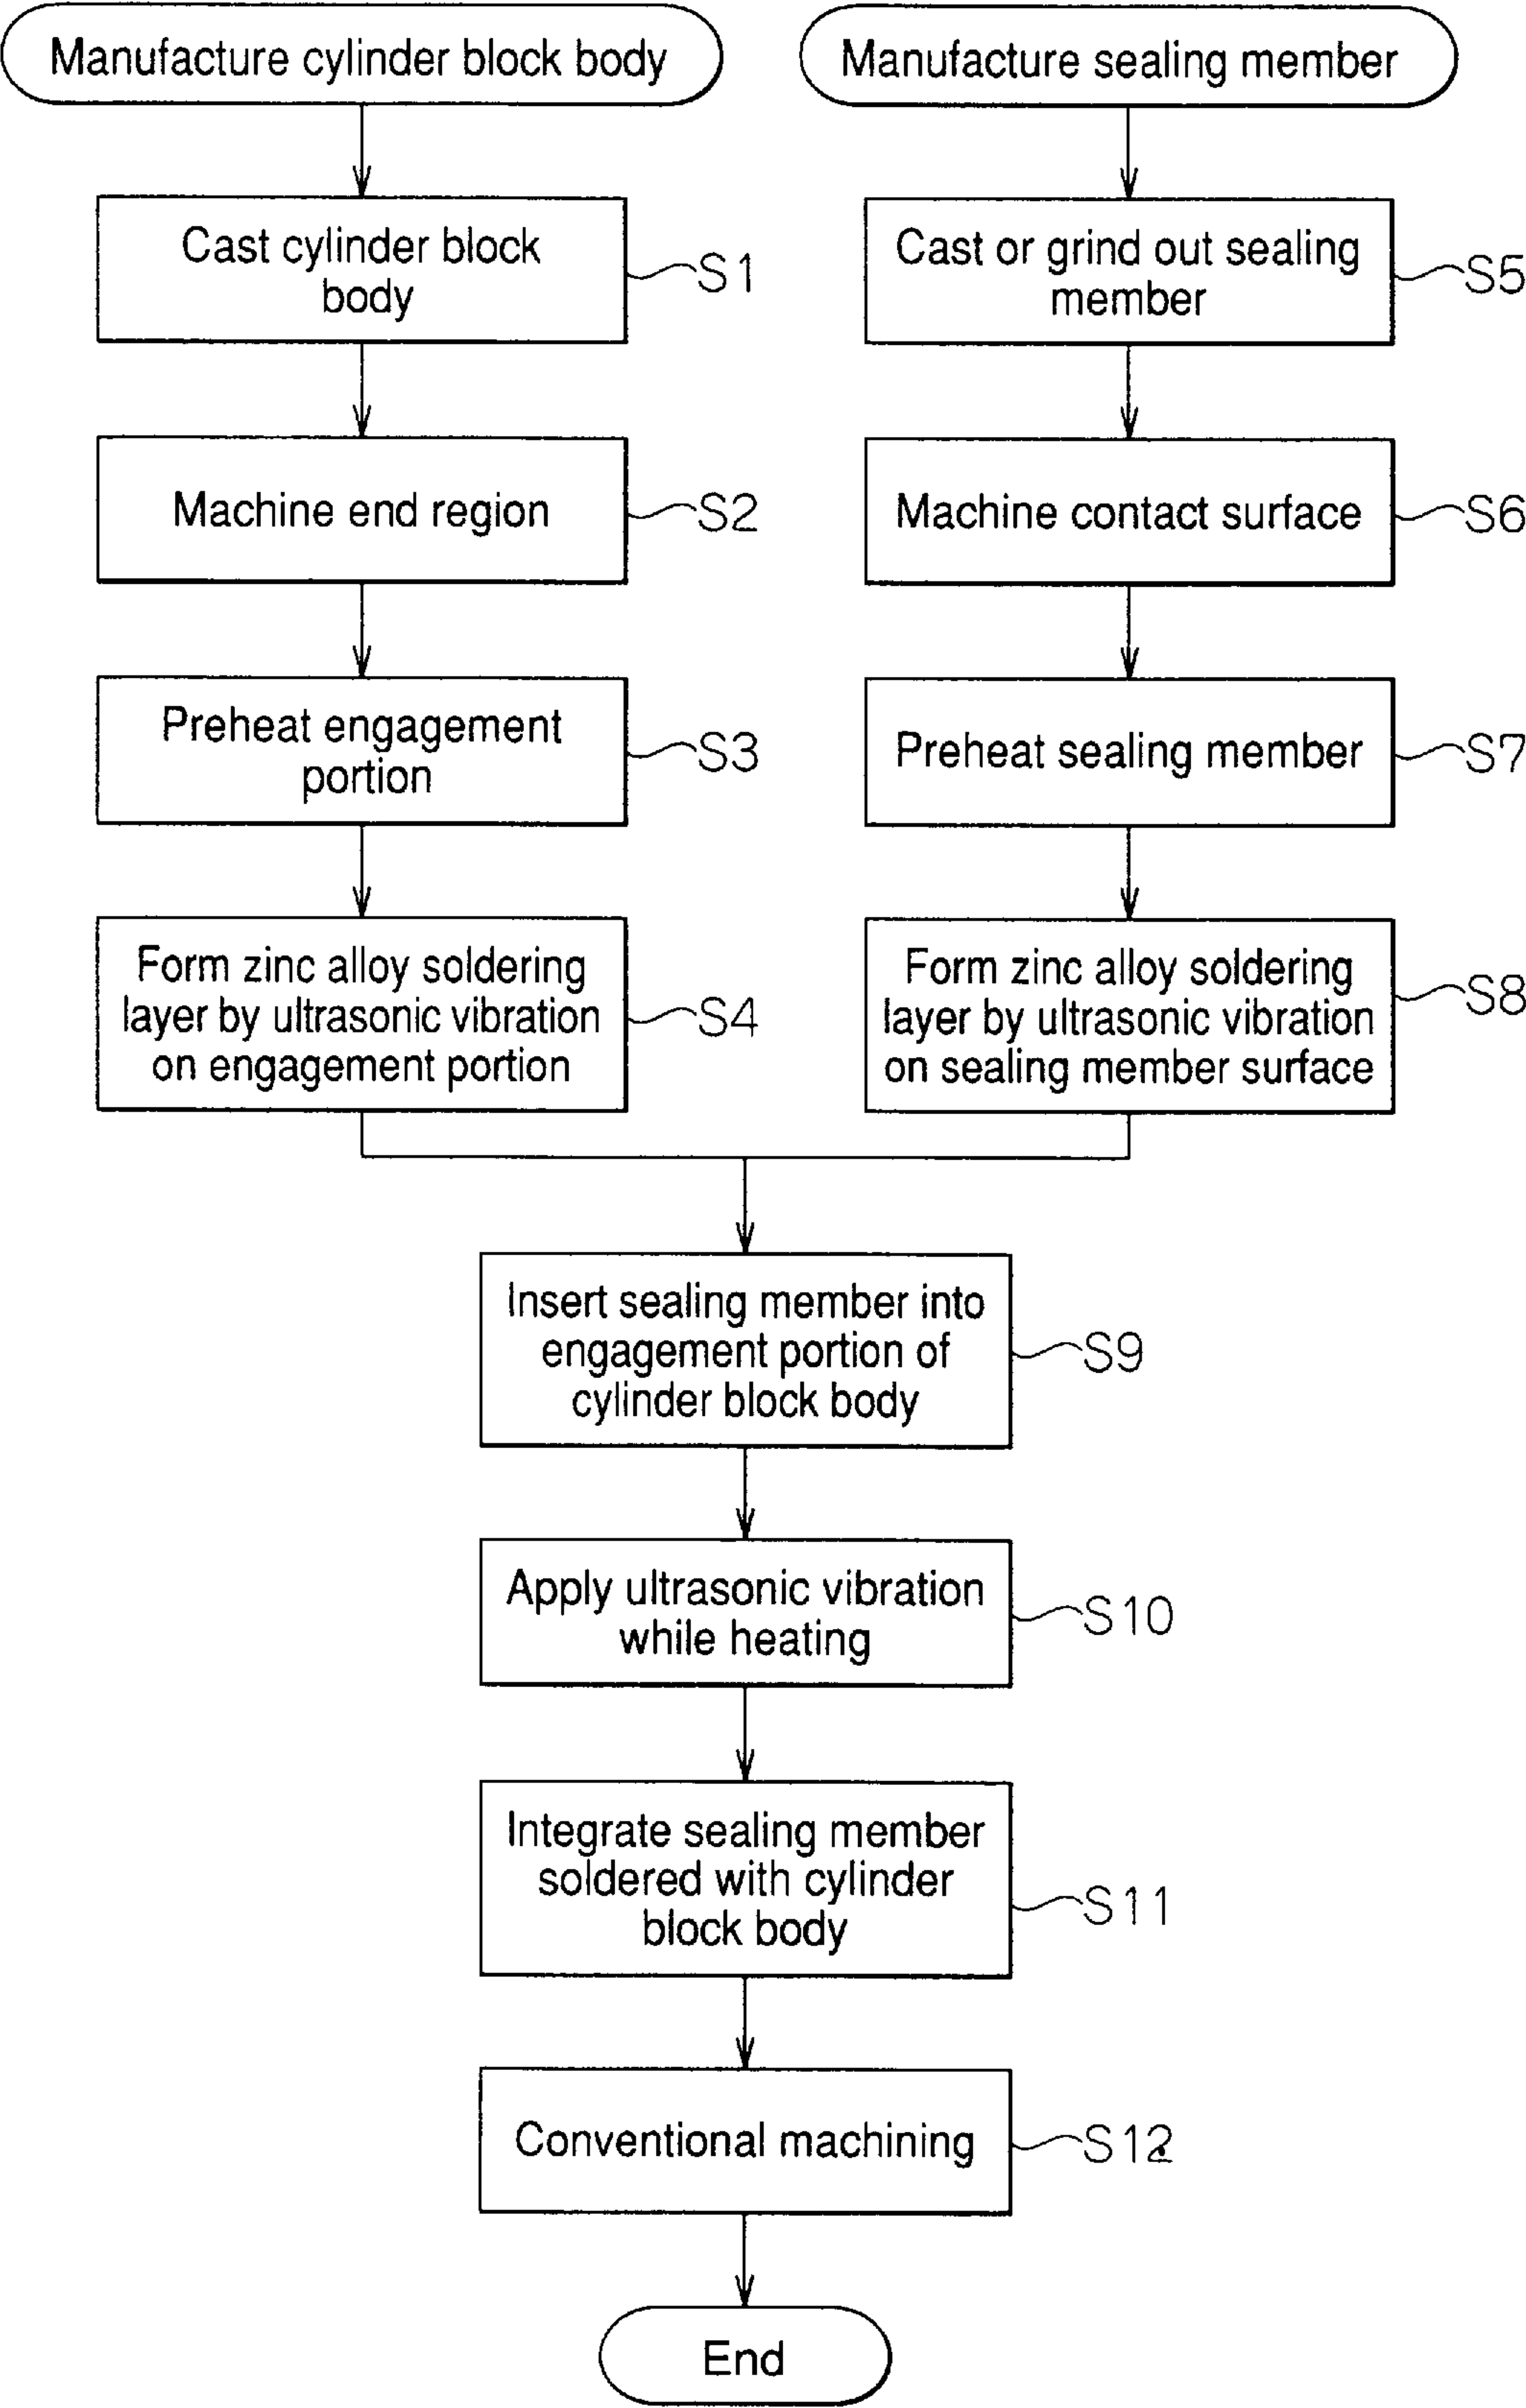 Manufacture cylinder block body
Cast cylinder block
body
S1
Machine end region
S2
Preheat engagement
portion
S3
Form zinc alloy soldering
layer by ultrasonic vibration
on engagement portion
S4
Manufacture sealing member
Cast or grind out sealing
member
S5
Machine contact surface
S6
Preheat sealing member
S7
Form zinc alloy soldering
layer by ultrasonic vibration
on sealing member surface
S8
Insert sealing member into
engagement portion of
cylinder block body
S9
Apply ultrasonic vibration
while heating
S10
Integrate sealing member
soldered with cylinder
block body
S11
Conventional machining
S12
End